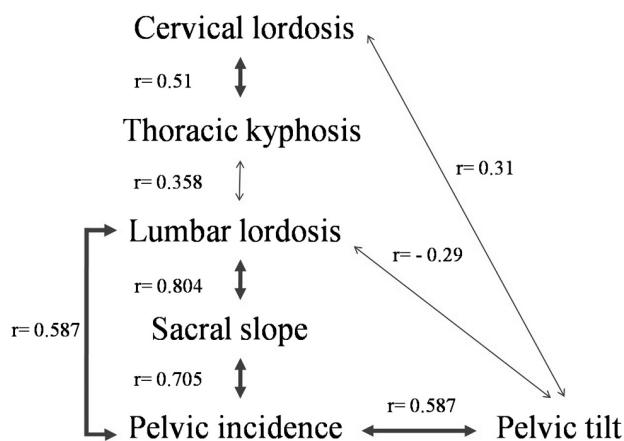 Cervical lordosis
r= 0.51
Thoracic kyphosis
r= 0.31
r= 0.358
Lumbar lordosis
r= - 0.29
r= 0.804
r= 0.587
Sacral slope
r= 0.705
r= 0.587
Pelvic incidence
Pelvic tilt